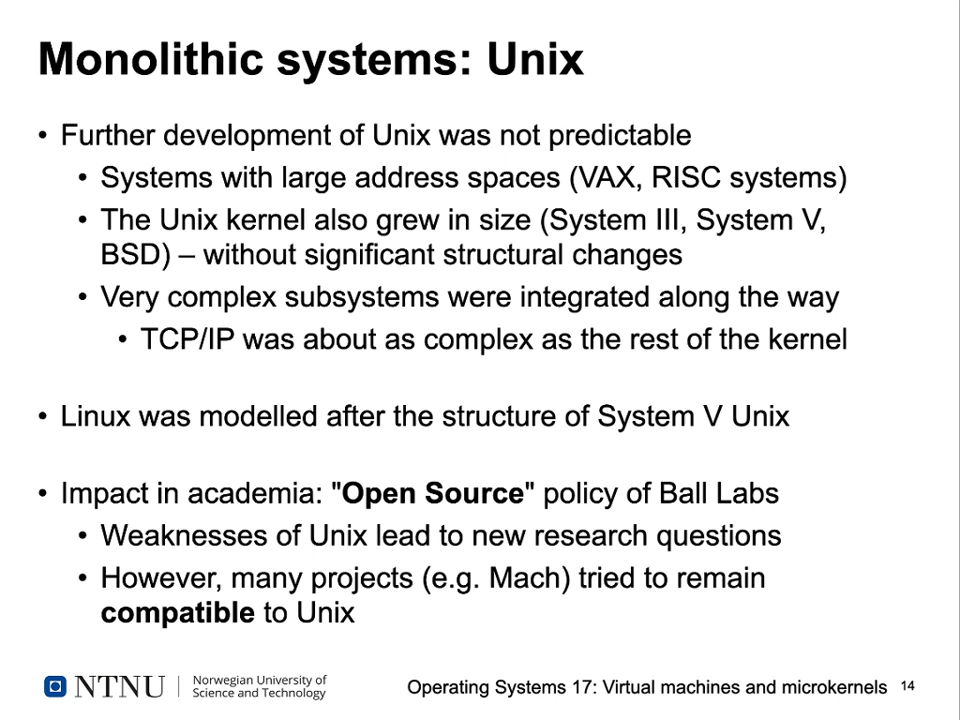 Monolithic systems: Unix
• Further development of Unix was not predictable
• Systems with large address spaces (VAX, RISC systems)
• The Unix kernel also grew in size (System III, System V,
BSD) – without significant structural changes
• Very complex subsystems were integrated along the way
• TCP/IP was about as complex as the rest of the kernel
• Linux was modelled after the structure of System V Unix
• Impact in academia: "Open Source" policy of Ball Labs
• Weaknesses of Unix lead to new research questions
• However, many projects (e.g. Mach) tried to remain
compatible to Unix
NTNU
Norwegian University of
Science and Technology
Operating Systems 17: Virtual machines and microkernels 14